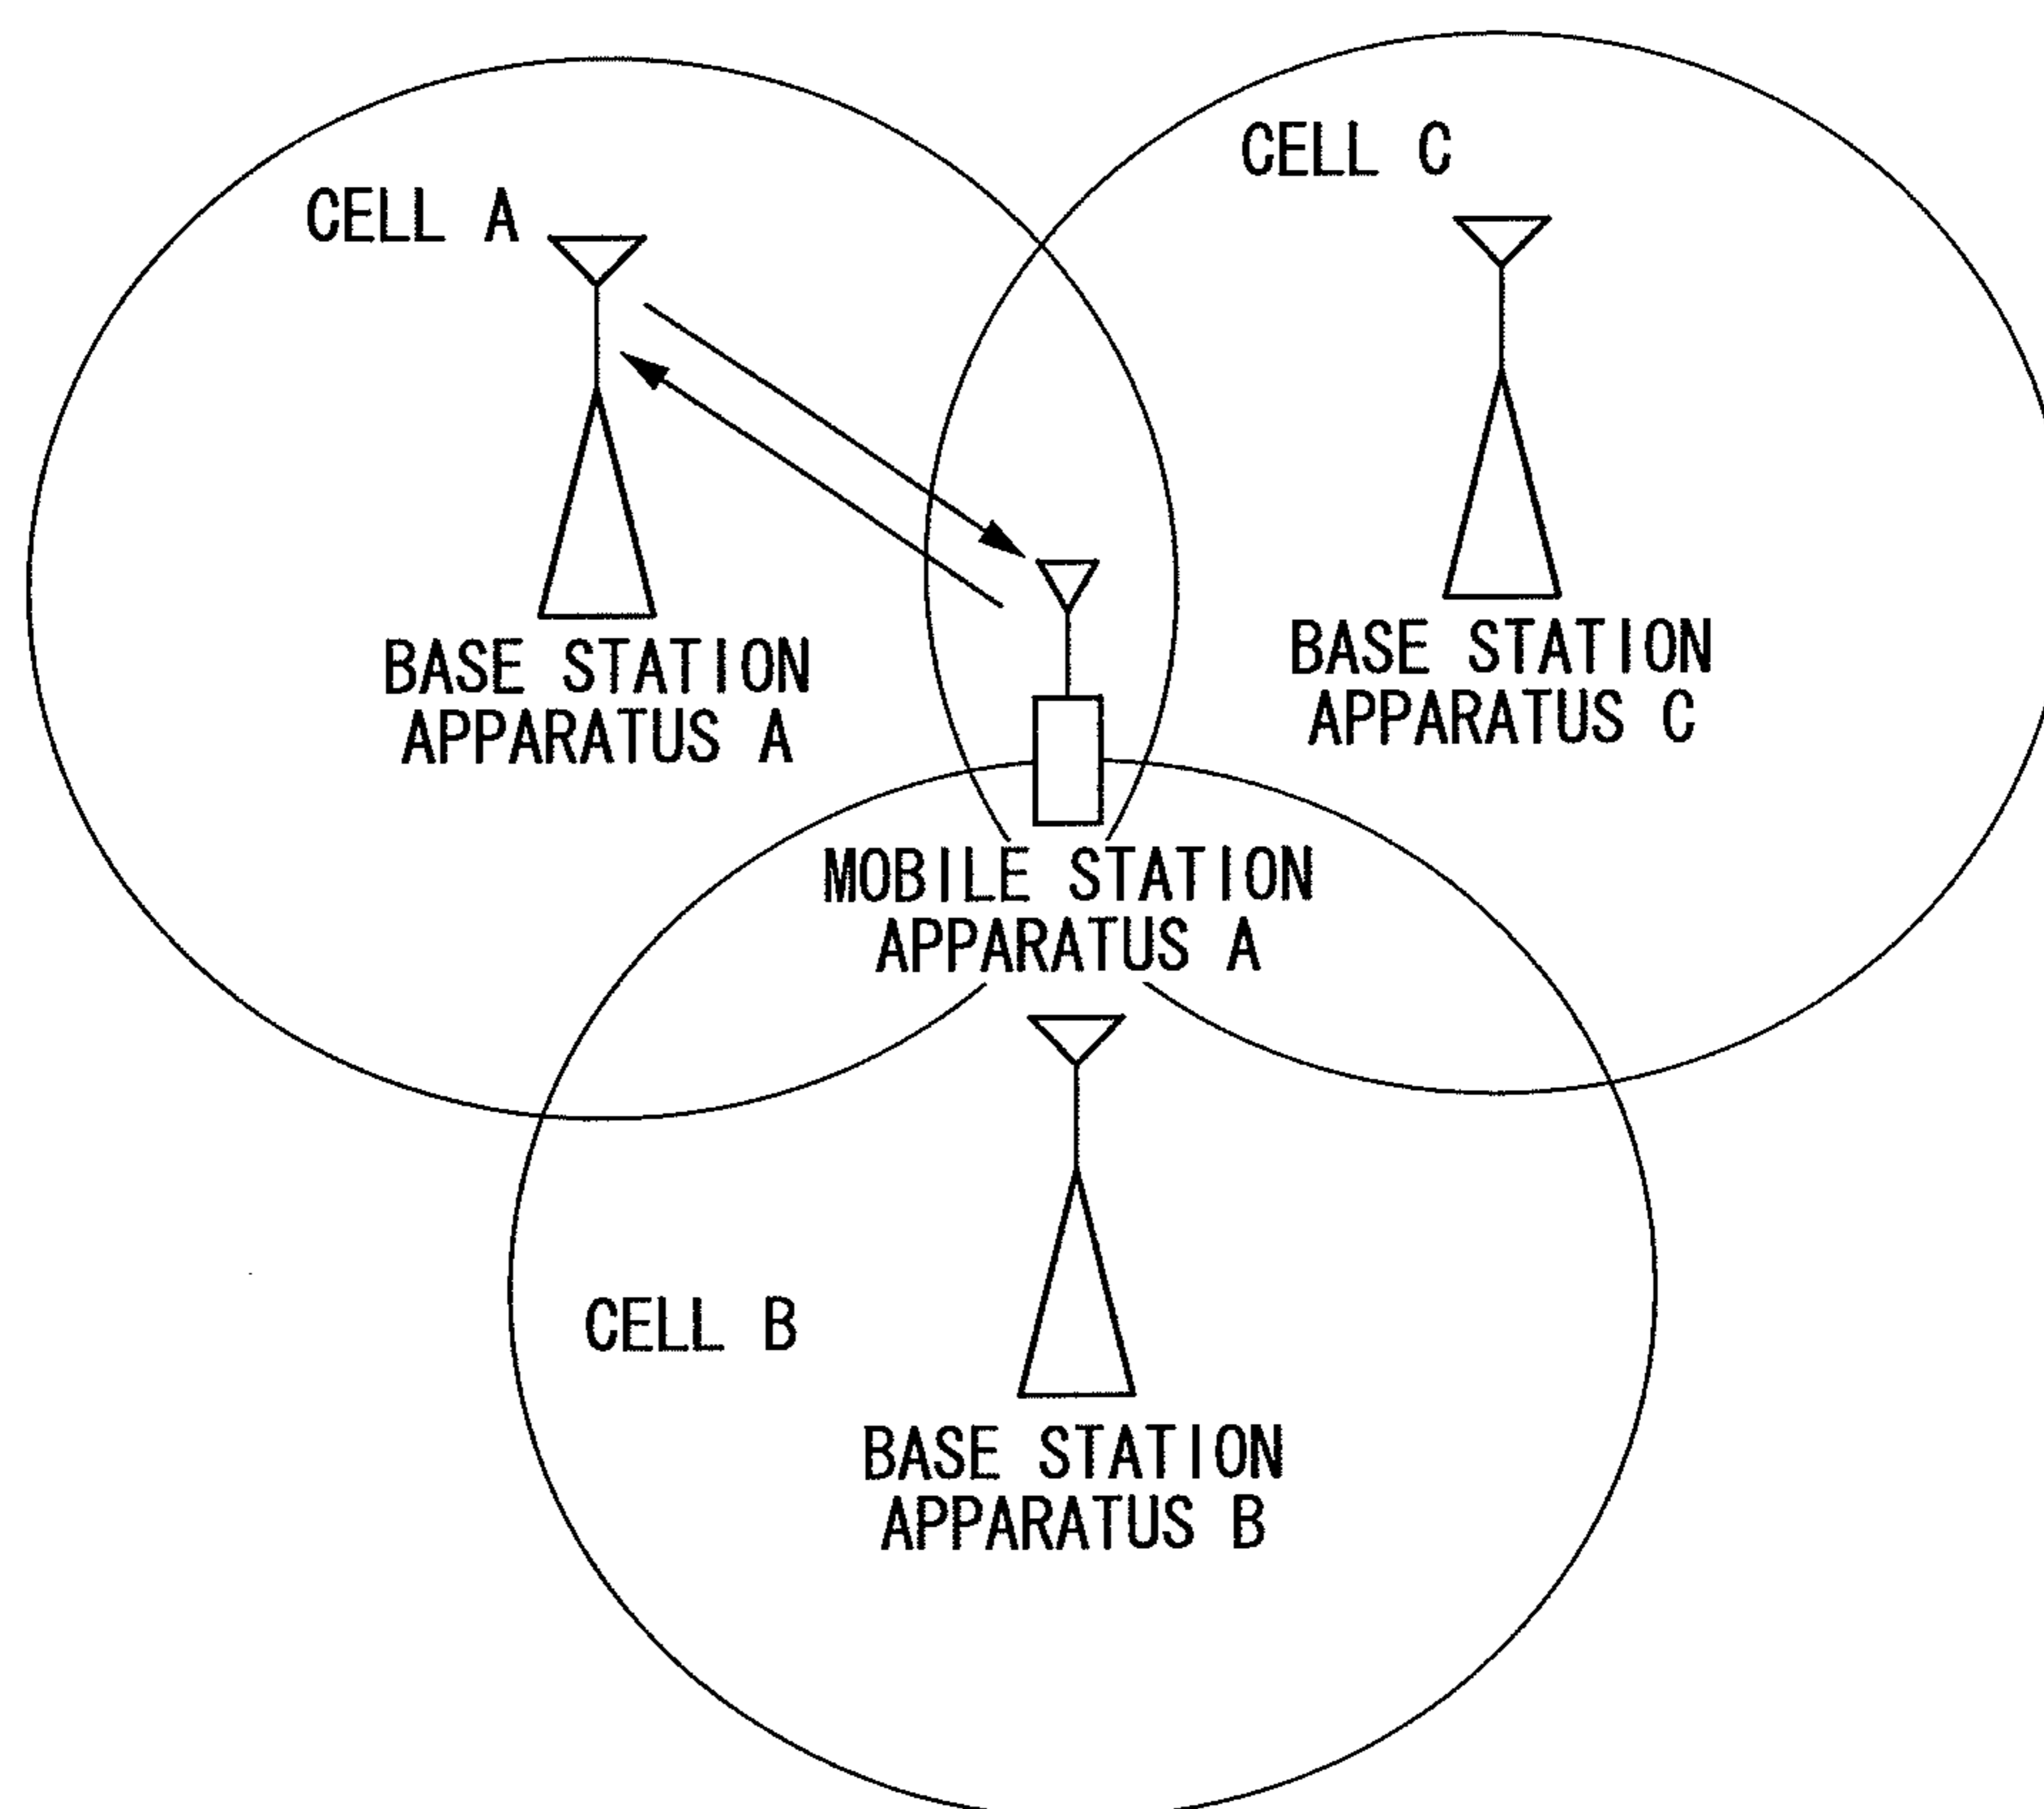 CELL C
CELL A
BASE STATION
APPARATUS C
BASE STATION
APPARATUS A
MOBILE STATION
APPARATUS A
CELL B
BASE STATION
APPARATUS B